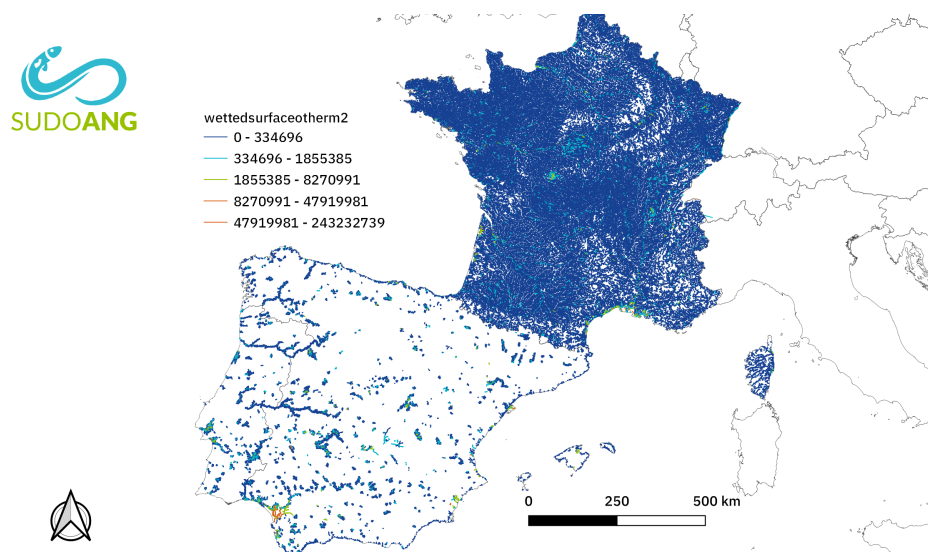 SUDOANG
wettedsurfaceotherm2
0 - 334696
334696 - 1855385
1855385 - 8270991
8270991 - 47919981
47919981 - 243232739
0 250 500 km